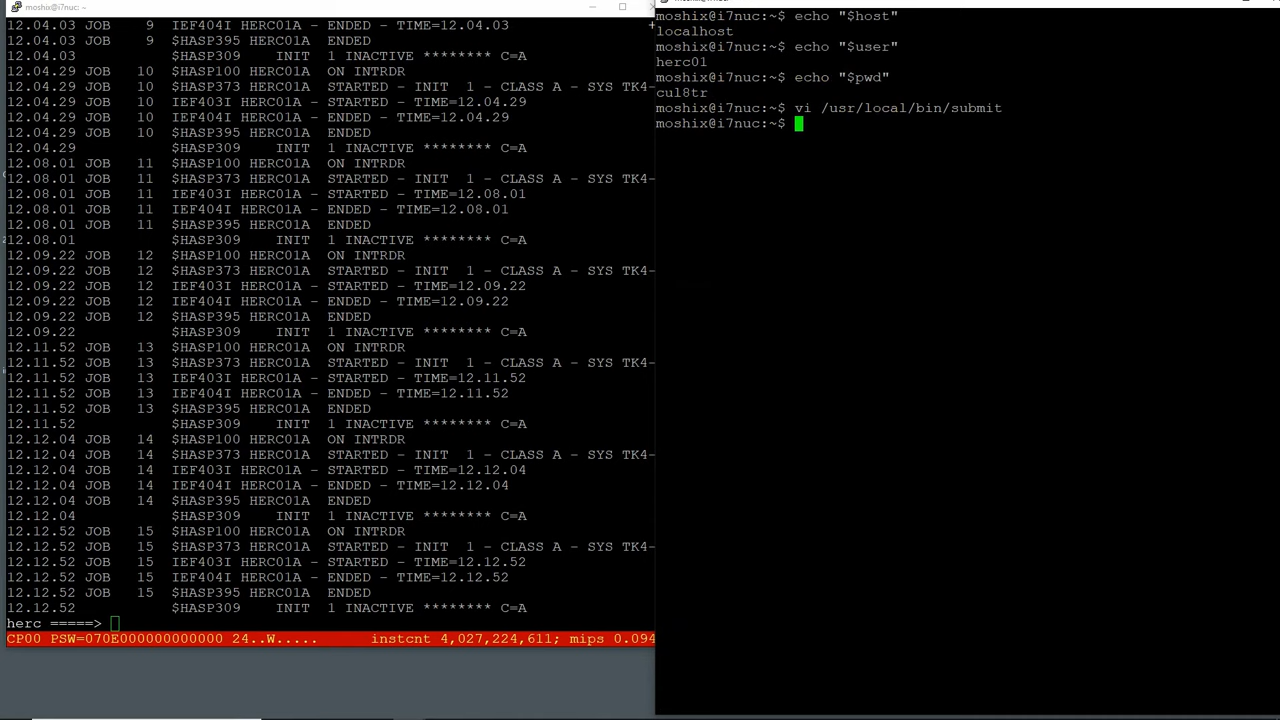 moshix@i7nuc: ~
12.04.03 JOB    9  IEF404I HERC01A - ENDED - TIME=12.04.03
12.04.03 JOB    9  $HASP395 HERC01A  ENDED
12.04.03           $HASP309    INIT  1 INACTIVE ******** C=A
12.04.29 JOB   10  $HASP100 HERC01A  ON INTRDR
12.04.29 JOB   10  $HASP373 HERC01A  STARTED - INIT  1 - CLASS A - SYS TK4-
12.04.29 JOB   10  IEF403I HERC01A - STARTED - TIME=12.04.29
12.04.29 JOB   10  IEF404I HERC01A - ENDED - TIME=12.04.29
12.04.29 JOB   10  $HASP395 HERC01A  ENDED
12.04.29           $HASP309    INIT  1 INACTIVE ******** C=A
12.08.01 JOB   11  $HASP100 HERC01A  ON INTRDR
12.08.01 JOB   11  $HASP373 HERC01A  STARTED - INIT  1 - CLASS A - SYS TK4-
12.08.01 JOB   11  IEF403I HERC01A - STARTED - TIME=12.08.01
12.08.01 JOB   11  IEF404I HERC01A - ENDED - TIME=12.08.01
12.08.01 JOB   11  $HASP395 HERC01A  ENDED
12.08.01           $HASP309    INIT  1 INACTIVE ******** C=A
12.09.22 JOB   12  $HASP100 HERC01A  ON INTRDR
12.09.22 JOB   12  $HASP373 HERC01A  STARTED - INIT  1 - CLASS A - SYS TK4-
12.09.22 JOB   12  IEF403I HERC01A - STARTED - TIME=12.09.22
12.09.22 JOB   12  IEF404I HERC01A - ENDED - TIME=12.09.22
12.09.22 JOB   12  $HASP395 HERC01A  ENDED
12.09.22           $HASP309    INIT  1 INACTIVE ******** C=A
12.11.52 JOB   13  $HASP100 HERC01A  ON INTRDR
12.11.52 JOB   13  $HASP373 HERC01A  STARTED - INIT  1 - CLASS A - SYS TK4-
12.11.52 JOB   13  IEF403I HERC01A - STARTED - TIME=12.11.52
12.11.52 JOB   13  IEF404I HERC01A - ENDED - TIME=12.11.52
12.11.52 JOB   13  $HASP395 HERC01A  ENDED
12.11.52           $HASP309    INIT  1 INACTIVE ******** C=A
12.12.04 JOB   14  $HASP100 HERC01A  ON INTRDR
12.12.04 JOB   14  $HASP373 HERC01A  STARTED - INIT  1 - CLASS A - SYS TK4-
12.12.04 JOB   14  IEF403I HERC01A - STARTED - TIME=12.12.04
12.12.04 JOB   14  IEF404I HERC01A - ENDED - TIME=12.12.04
12.12.04 JOB   14  $HASP395 HERC01A  ENDED
12.12.04           $HASP309    INIT  1 INACTIVE ******** C=A
12.12.52 JOB   15  $HASP100 HERC01A  ON INTRDR
12.12.52 JOB   15  $HASP373 HERC01A  STARTED - INIT  1 - CLASS A - SYS TK4-
12.12.52 JOB   15  IEF403I HERC01A - STARTED - TIME=12.12.52
12.12.52 JOB   15  IEF404I HERC01A - ENDED - TIME=12.12.52
12.12.52 JOB   15  $HASP395 HERC01A  ENDED
12.12.52           $HASP309    INIT  1 INACTIVE ******** C=A
herc =====>
CP00 PSW=070E000000000000 24..W.....      instcnt 4,027,224,611; mips 0.094
moshix@i7nuc:~$ echo "$host"
localhost
moshix@i7nuc:~$ echo "$user"
herc01
moshix@i7nuc:~$ echo "$pwd"
cul8tr
moshix@i7nuc:~$ vi /usr/local/bin/submit
moshix@i7nuc:~$